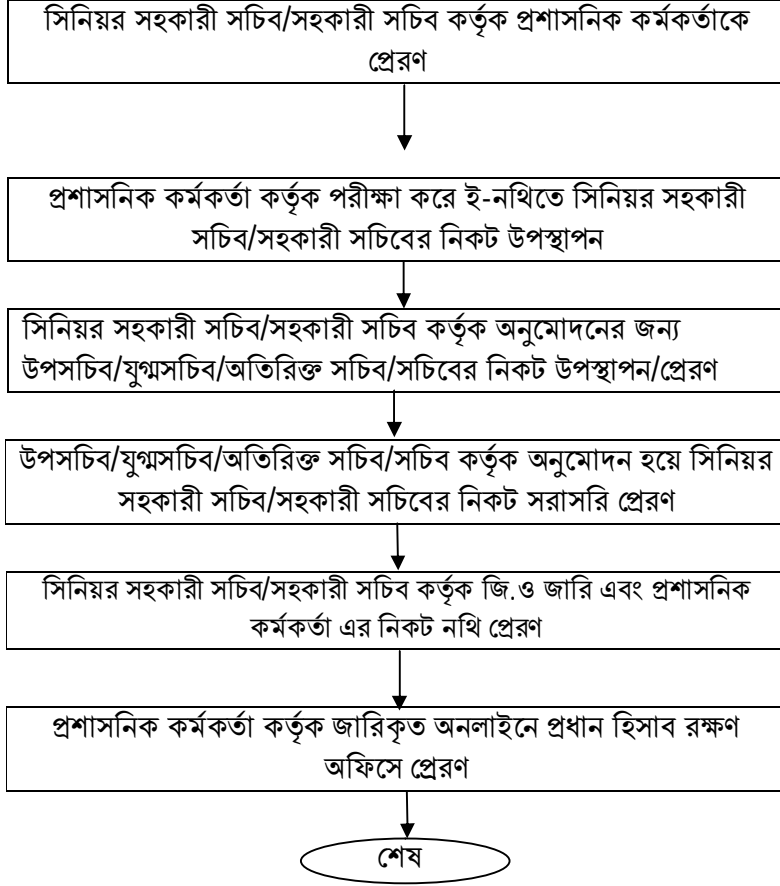 সিনিয়র সহকারী সচিব/সহকারী সচিব কর্তৃক প্রশাসনিক কর্মকর্তাকে
প্রেরণ
প্রশাসনিক কর্মকর্তা কর্তৃক পরীক্ষা করে ই-নথিতে সিনিয়র সহকারী
সচিব/সহকারী সচিবের নিকট উপস্থাপন
সিনিয়র সহকারী সচিব/সহকারী সচিব কর্তৃক অনুমোদনের জন্য
উপসচিব/যুগ্মসচিব/অতিরিক্ত সচিব/সচিবের নিকট উপস্থাপন/প্রেরণ
উপসচিব/যুগ্মসচিব/অতিরিক্ত সচিব/সচিব কর্তৃক অনুমোদন হয়ে সিনিয়র
সহকারী সচিব/সহকারী সচিবের নিকট সরাসরি প্রেরণ
সিনিয়র সহকারী সচিব/সহকারী সচিব কর্তৃক জি.ও জারি এবং প্রশাসনিক
কর্মকর্তা এর নিকট নথি প্রেরণ
প্রশাসনিক কর্মকর্তা কর্তৃক জারিকৃত অনলাইনে প্রধান হিসাব রক্ষণ
অফিসে প্রেরণ
শেষ